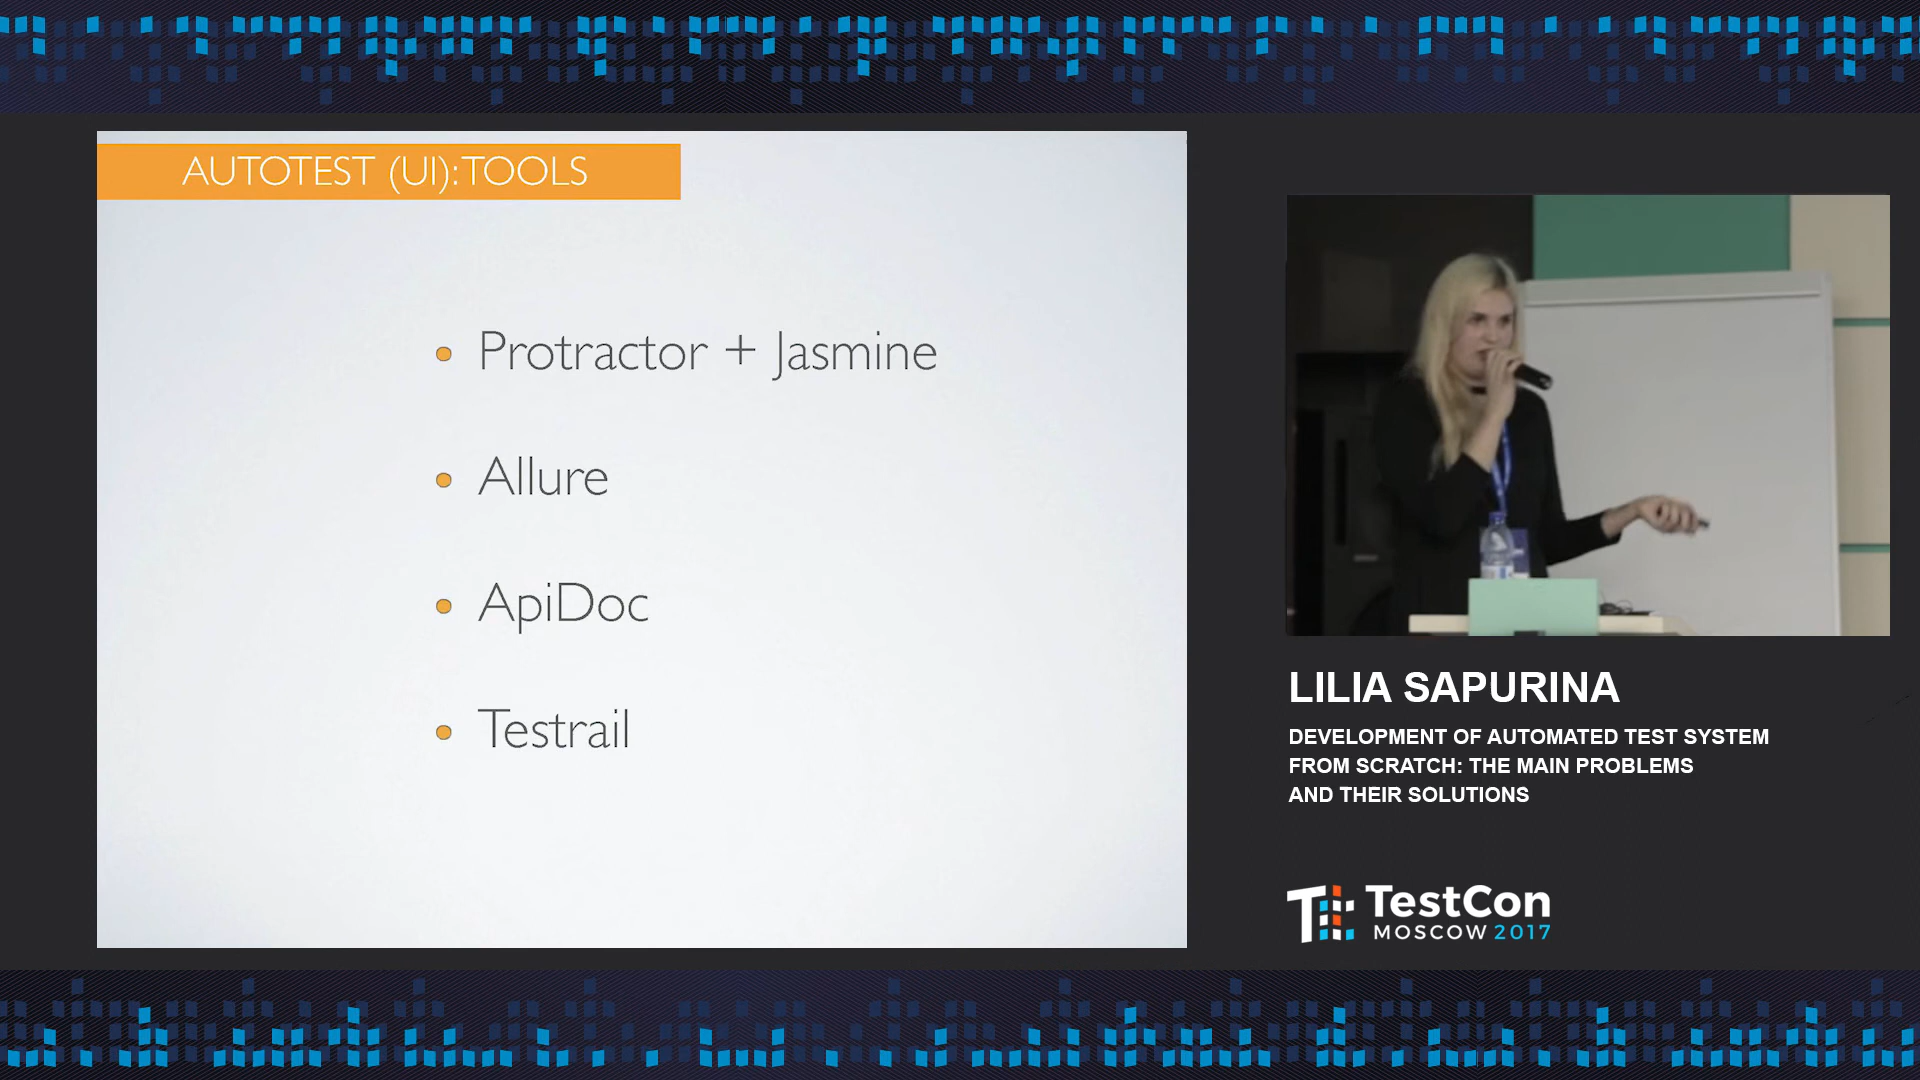 AUTOTEST (UI): TOOLS
Protractor + Jasmine
Allure
ApiDoc
Testrail
LILIA SAPURINA
DEVELOPMENT OF AUTOMATED TEST SYSTEM
FROM SCRATCH: THE MAIN PROBLEMS
AND THEIR SOLUTIONS
TestCon
MOSCOW 2017